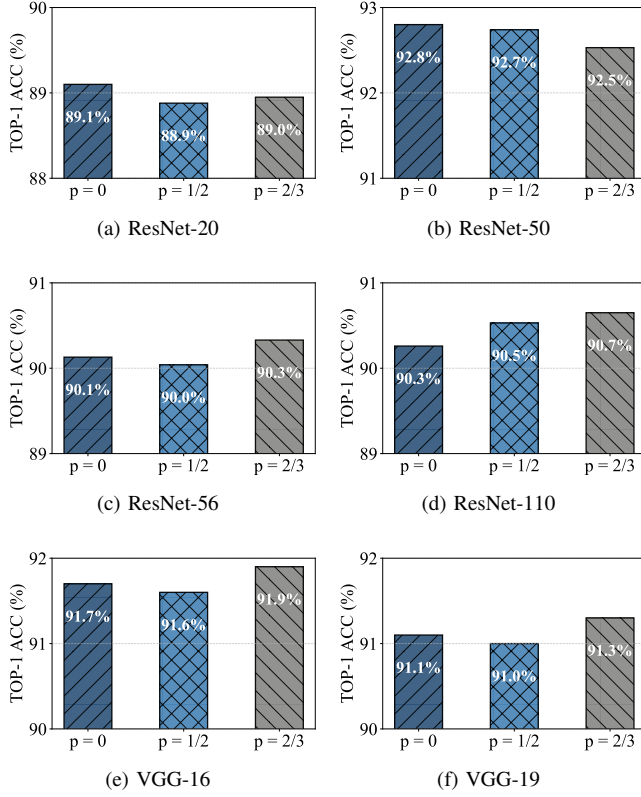 TOP-1 ACC (%)
90
89
88
89.1%
88.9%
89.0%
p = 0
p = 1/2
p = 2/3
(a) ResNet-20
TOP-1 ACC (%)
93
92
91
92.8%
92.7%
92.5%
p = 0
p = 1/2
p = 2/3
(b) ResNet-50
TOP-1 ACC (%)
91
90
89
90.1%
90.0%
90.3%
p = 0
p = 1/2
p = 2/3
(c) ResNet-56
TOP-1 ACC (%)
91
90
89
90.3%
90.5%
90.7%
p = 0
p = 1/2
p = 2/3
(d) ResNet-110
TOP-1 ACC (%)
92
91
90
91.7%
91.6%
91.9%
p = 0
p = 1/2
p = 2/3
(e) VGG-16
TOP-1 ACC (%)
92
91
90
91.1%
91.0%
91.3%
p = 0
p = 1/2
p = 2/3
(f) VGG-19